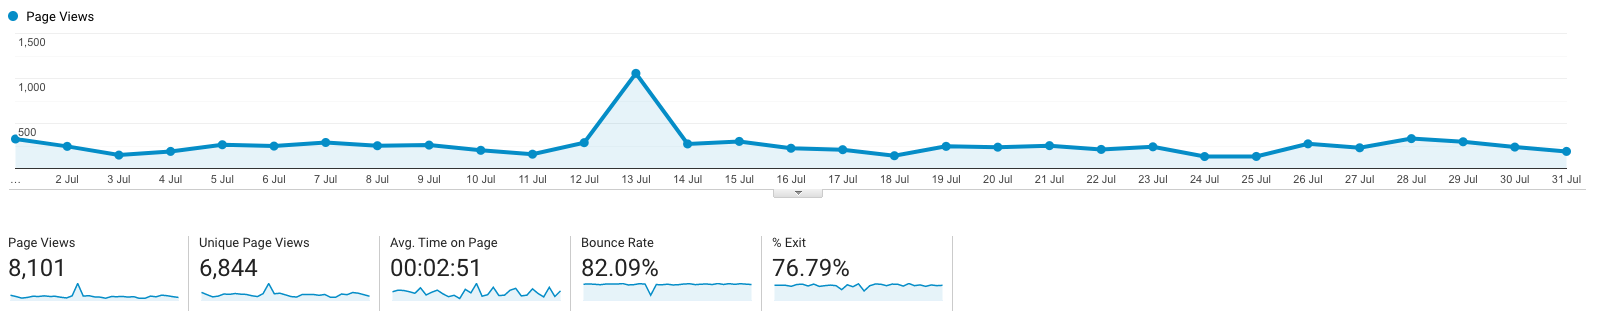 Page Views
1,500
1,000
500
... 2 Jul 3 Jul 4 Jul 5 Jul 6 Jul 7 Jul 8 Jul 9 Jul 10 Jul 11 Jul 12 Jul 13 Jul 14 Jul 15 Jul 16 Jul 17 Jul 18 Jul 19 Jul 20 Jul 21 Jul 22 Jul 23 Jul 24 Jul 25 Jul 26 Jul 27 Jul 28 Jul 29 Jul 30 Jul 31 Jul
Page Views Unique Page Views Avg. Time on Page Bounce Rate % Exit
8,101 6,844 00:02:51 82.09% 76.79%